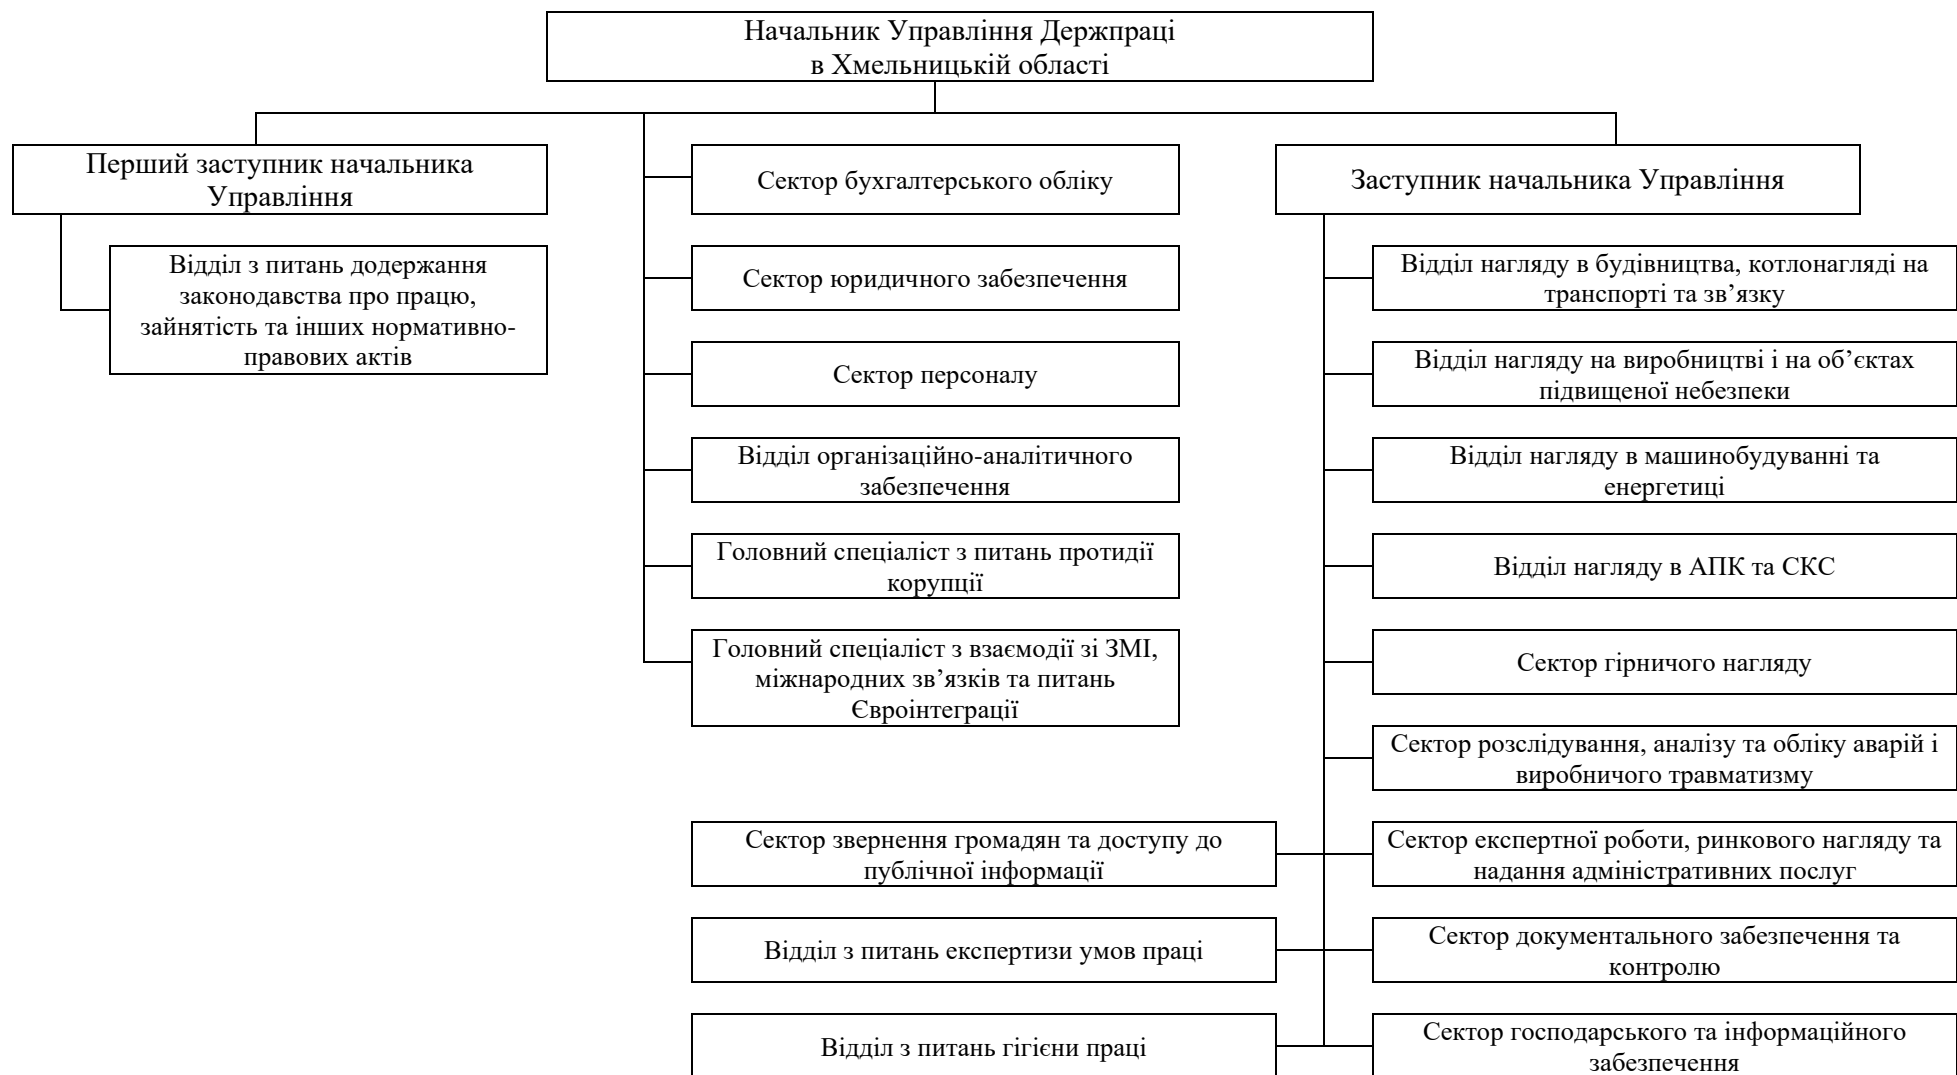 Начальник Управління Держпраці
в Хмельницькій області
Перший заступник начальника
Управління
Відділ з питань додержання
законодавства про працю,
зайнятість та інших нормативно-
правових актів
Сектор бухгалтерського обліку
Сектор юридичного забезпечення
Сектор персоналу
Відділ організаційно-аналітичного
забезпечення
Головний спеціаліст з питань протидії
корупції
Головний спеціаліст з взаємодії зі ЗМІ,
міжнародних зв’язків та питань
Євроінтеграції
Заступник начальника Управління
Відділ нагляду в будівництва, котлонагляді на
транспорті та зв’язку
Відділ нагляду на виробництві і на об’єктах
підвищеної небезпеки
Відділ нагляду в машинобудуванні та
енергетиці
Відділ нагляду в АПК та СКС
Сектор гірничого нагляду
Сектор розслідування, аналізу та обліку аварій і
виробничого травматизму
Сектор звернення громадян та доступу до
публічної інформації
Сектор експертної роботи, ринкового нагляду та
надання адміністративних послуг
Відділ з питань експертизи умов праці
Сектор документального забезпечення та
контролю
Відділ з питань гігієни праці
Сектор господарського та інформаційного
забезпечення